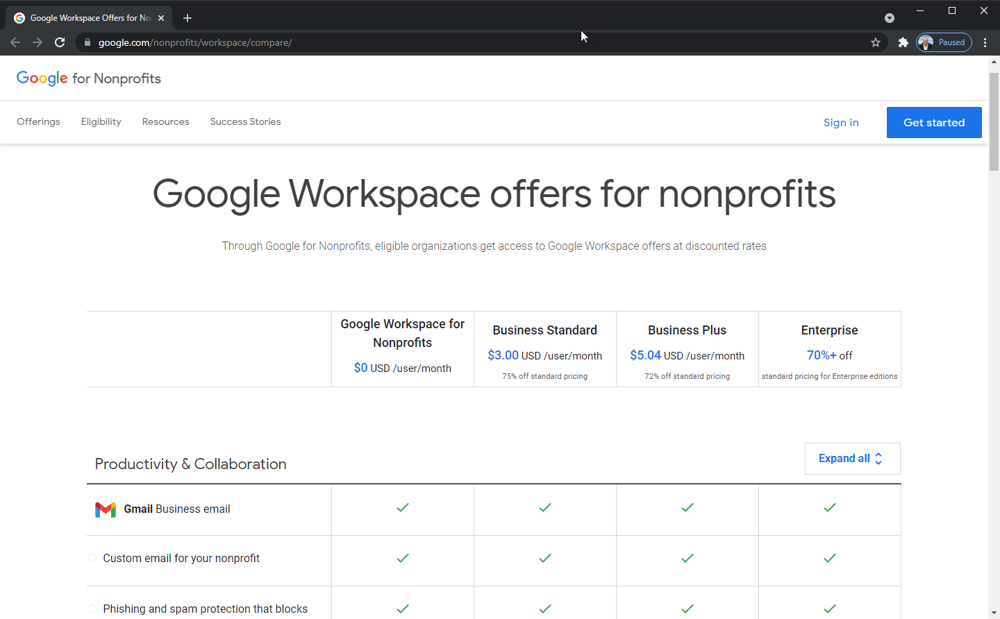 Google Workspace Offers for No
google.com/nonprofits/workspace/compare/
Paused
Google for Nonprofits
Offerings
Eligibility
Resources
Success Stories
Sign in
Get started
Google Workspace offers for nonprofits
Through Google for Nonprofits, eligible organizations get access to Google Workspace offers at discounted rates
Google Workspace for
Nonprofits
$0 USD /user/month
Business Standard
$3.00 USD /user/month
75% off standard pricing
Business Plus
$5.04 USD /user/month
72% off standard pricing
Enterprise
70%+ off
standard pricing for Enterprise editions
Productivity & Collaboration
Expand all
Gmail Business email
Custom email for your nonprofit
Phishing and spam protection that blocks